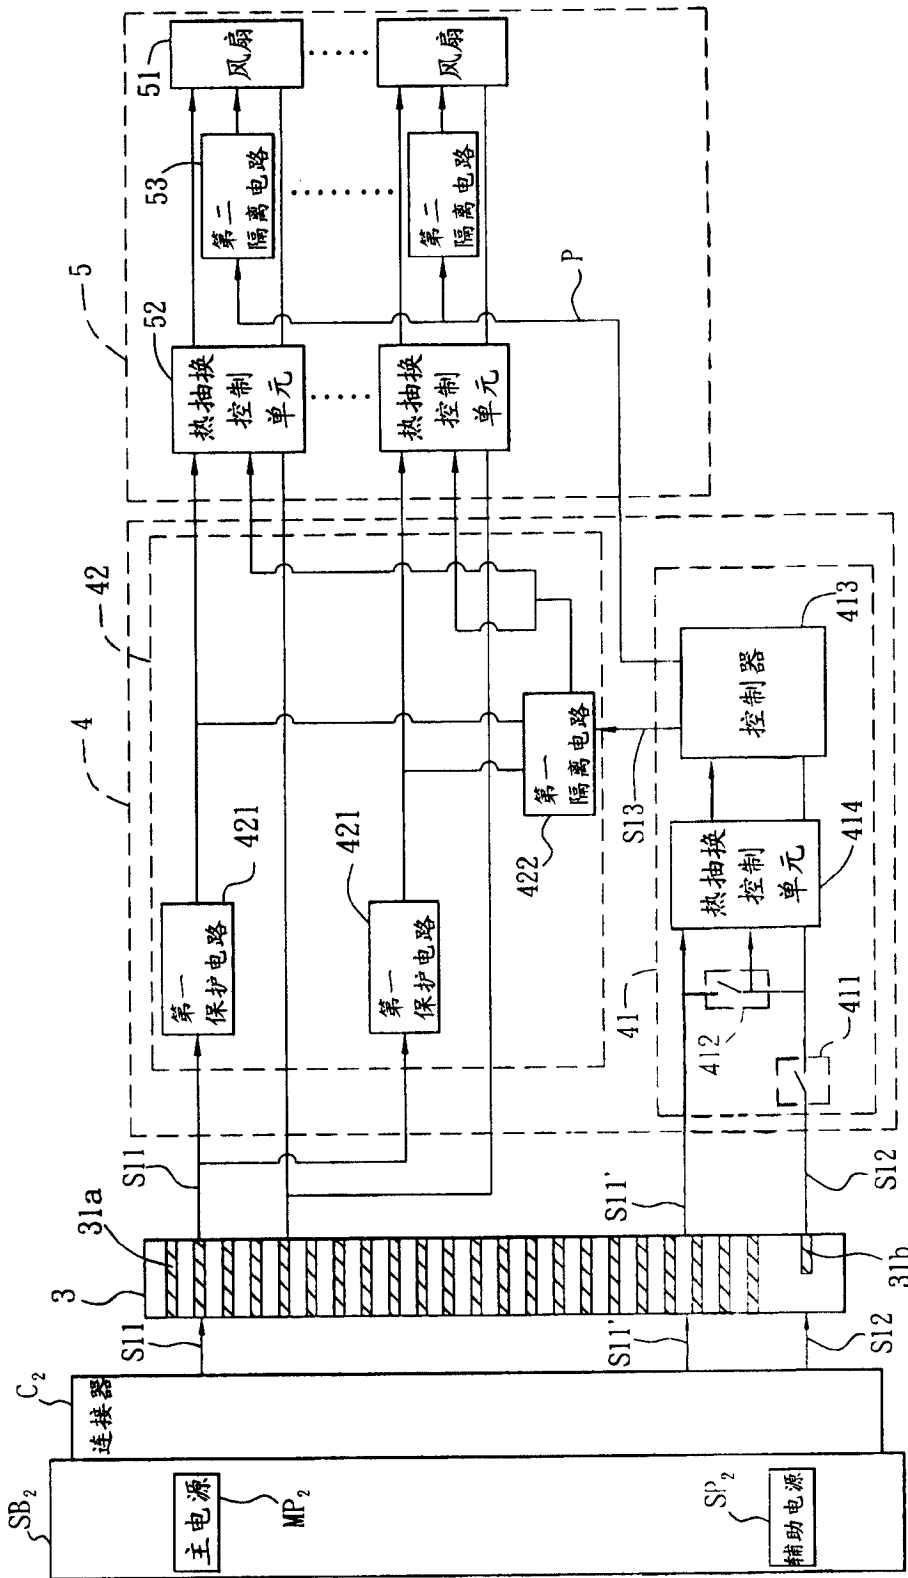 SB₂
C₂
主电源
MP₂
连接器
辅助电源
SP₂
S11
S11'
S12
3
31a
31b
S11
S11'
S12
4
42
第一
保护电路
421
第一
保护电路
421
第一
隔离电路
422
S13
41
411
412
热抽换
控制
单元
414
控制器
413
5
52
热抽换
控制
单元
热抽换
控制
单元
53
第二
隔离电路
第二
隔离电路
51
风扇
风扇
P